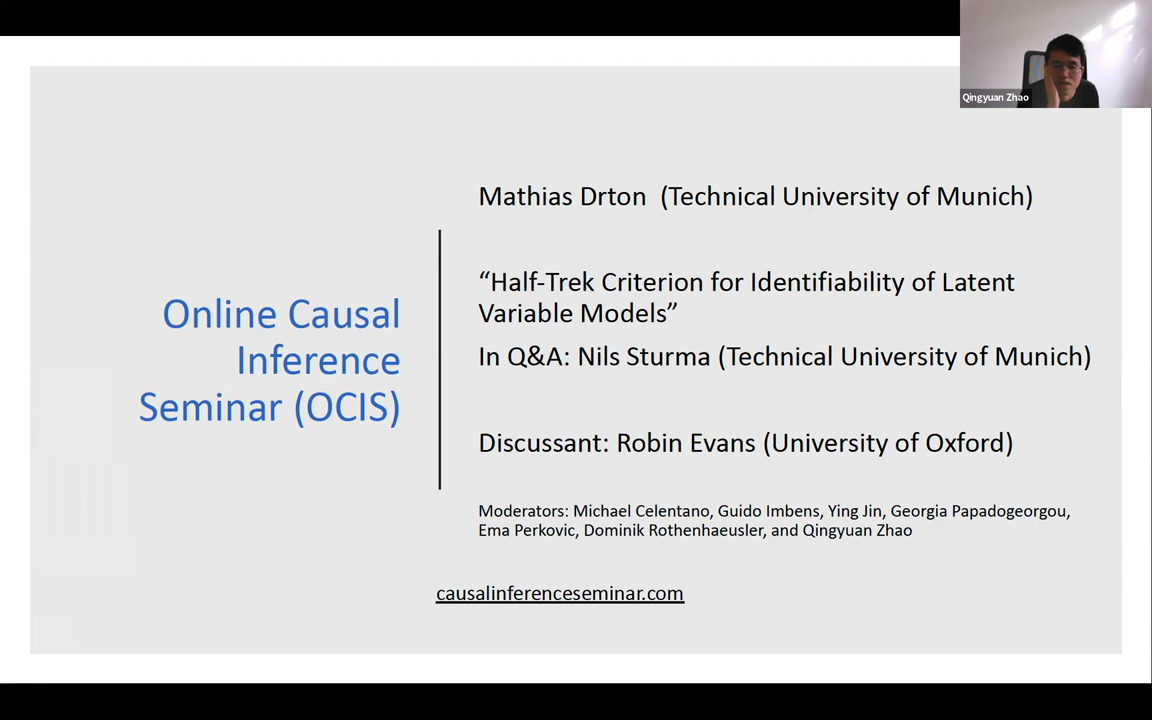 Qingyuan Zhao
Mathias Drton (Technical University of Munich)
“Half-Trek Criterion for Identifiability of Latent
Variable Models”
In Q&A: Nils Sturma (Technical University of Munich)
Online Causal
Inference
Seminar (OCIS)
Discussant: Robin Evans (University of Oxford)
Moderators: Michael Celentano, Guido Imbens, Ying Jin, Georgia Papadogeorgou,
Ema Perkovic, Dominik Rothenhaeusler, and Qingyuan Zhao
causalinferenceseminar.com